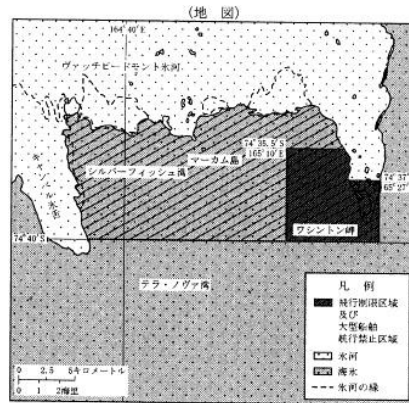 (地 図)
164° 40' E
ヴァッチピードモント氷河
74° 35.5' S
165° 10' E
マーカム島
シルバーフィッシュ湾
キャンベル氷舌
74° 37'
65° 27'
ワシントン岬
74° 40' S
テラ・ノヴァ湾
凡 例
飛行制限区域
及び
大型船舶
航行禁止区域
氷河
海氷
氷河の縁
0 2.5 5キロメートル
0 1 2海里